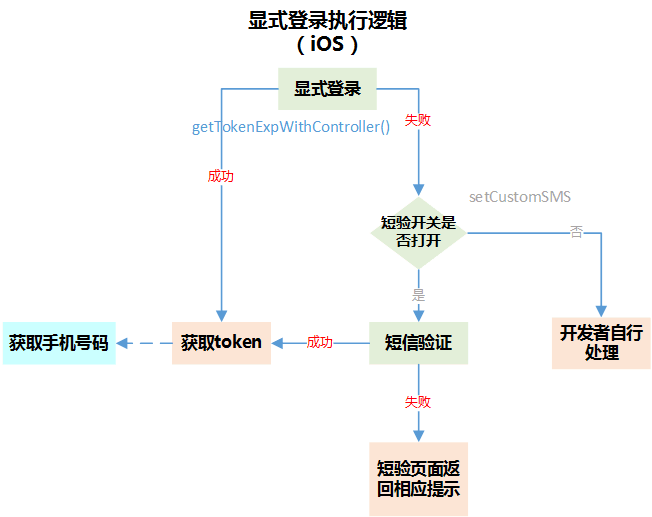 显式登录执行逻辑
（iOS）
显式登录
getTokenExpWithController()
失败
成功
setCustomSMS
短验开关是
否打开
否
是
获取手机号码
获取token
成功
短信验证
开发者自行
处理
失败
短验页面返
回相应提示